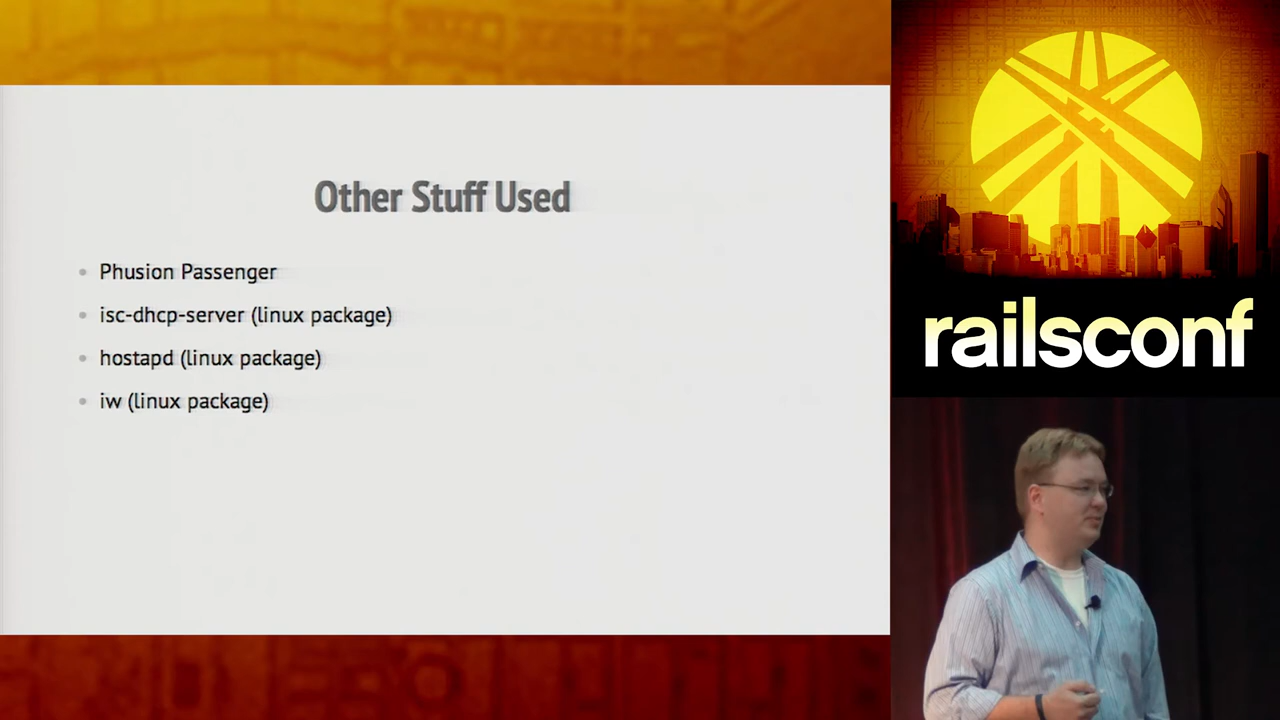 Other Stuff Used
Phusion Passenger
isc-dhcp-server (linux package)
hostapd (linux package)
iw (linux package)
railsconf